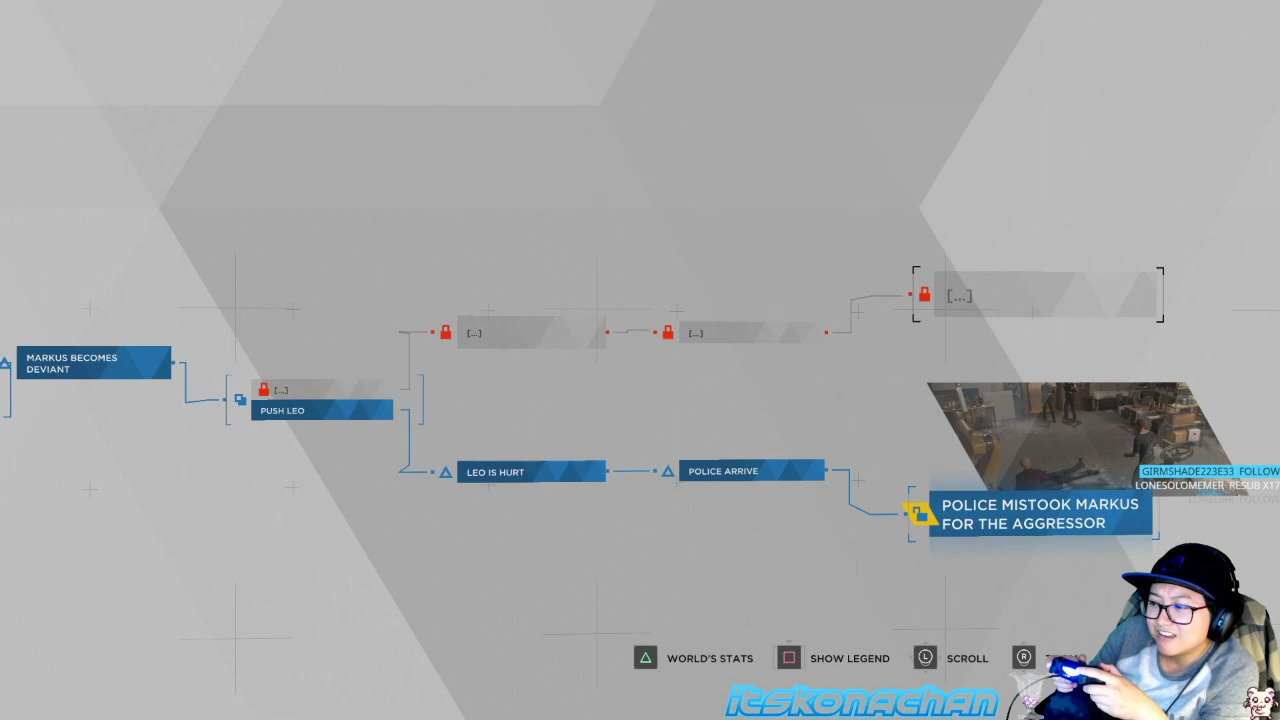 [...]
[...]
[...]
MARKUS BECOMES
DEVIANT
[...]
PUSH LEO
LEO IS HURT
POLICE ARRIVE
GIRMSHADE223E33 FOLLOW
LONESOLOMEMER RESUB X17
POLICE MISTOOK MARKUS
FOR THE AGGRESSOR
WORLD'S STATS
SHOW LEGEND
L
SCROLL
R
itskonachan